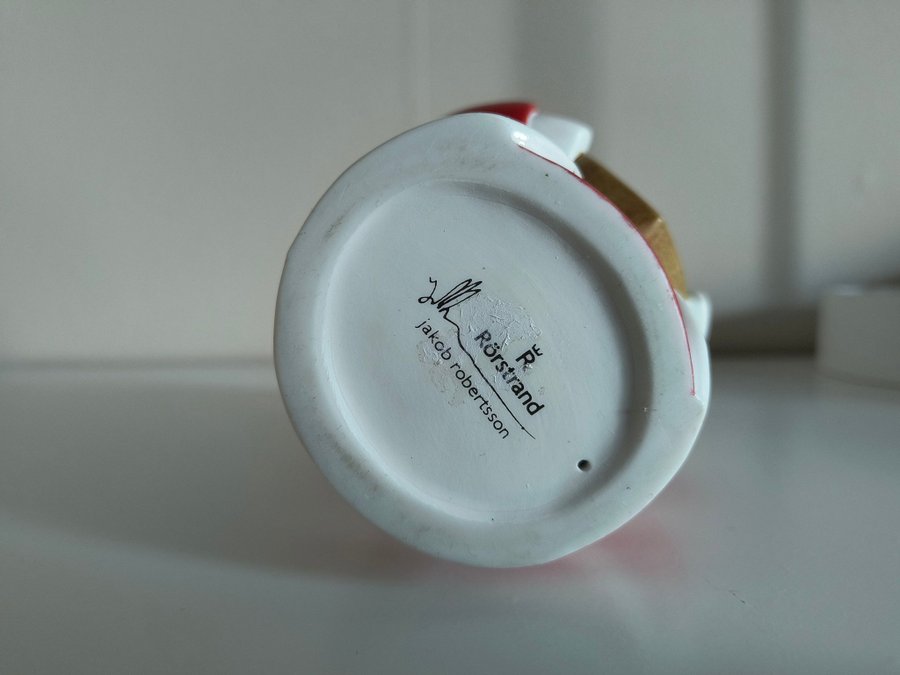 R
Rörstrand
jakob robertsson